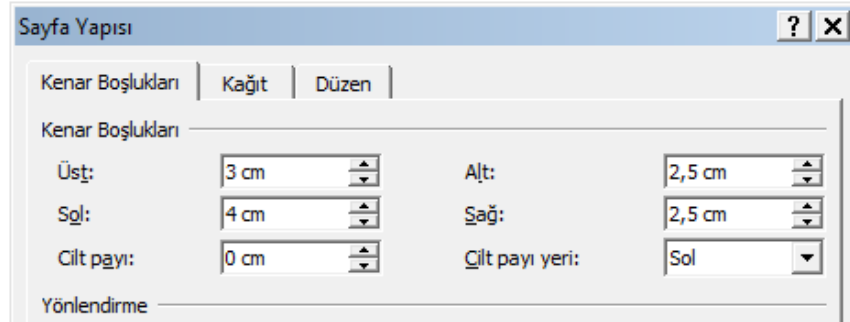 Sayfa Yapısı ? X
Kenar Boşlukları Kağıt Düzen
Kenar Boşlukları
Üst: 3 cm Alt: 2,5 cm
Sol: 4 cm Sağ: 2,5 cm
Cilt payı: 0 cm Cilt payı yeri: Sol
Yönlendirme